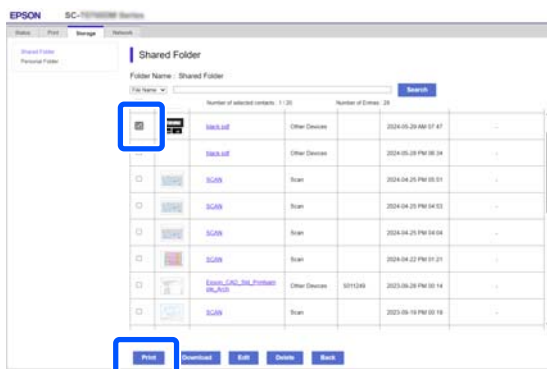 EPSON SC-
Status Print Storage Network
Shared Folder
Personal Folder
Shared Folder
Folder Name : Shared Folder
File Name Search
Number of selected contacts : 1 / 20 Number of Entries : 28
black.pdf Other Devices 2024-05-29 AM 07:47 -
black.pdf Other Devices 2024-05-28 PM 06:34 -
SCAN Scan 2024-04-25 PM 05:51 -
SCAN Scan 2024-04-25 PM 04:53 -
SCAN Scan 2024-04-25 PM 04:04 -
SCAN Scan 2024-04-22 PM 01:21 -
Other Devices 5011249 2023-09-28 PM 00:14 -
SCAN Scan 2023-09-19 PM 00:18 -
Print Download Edit Delete Back